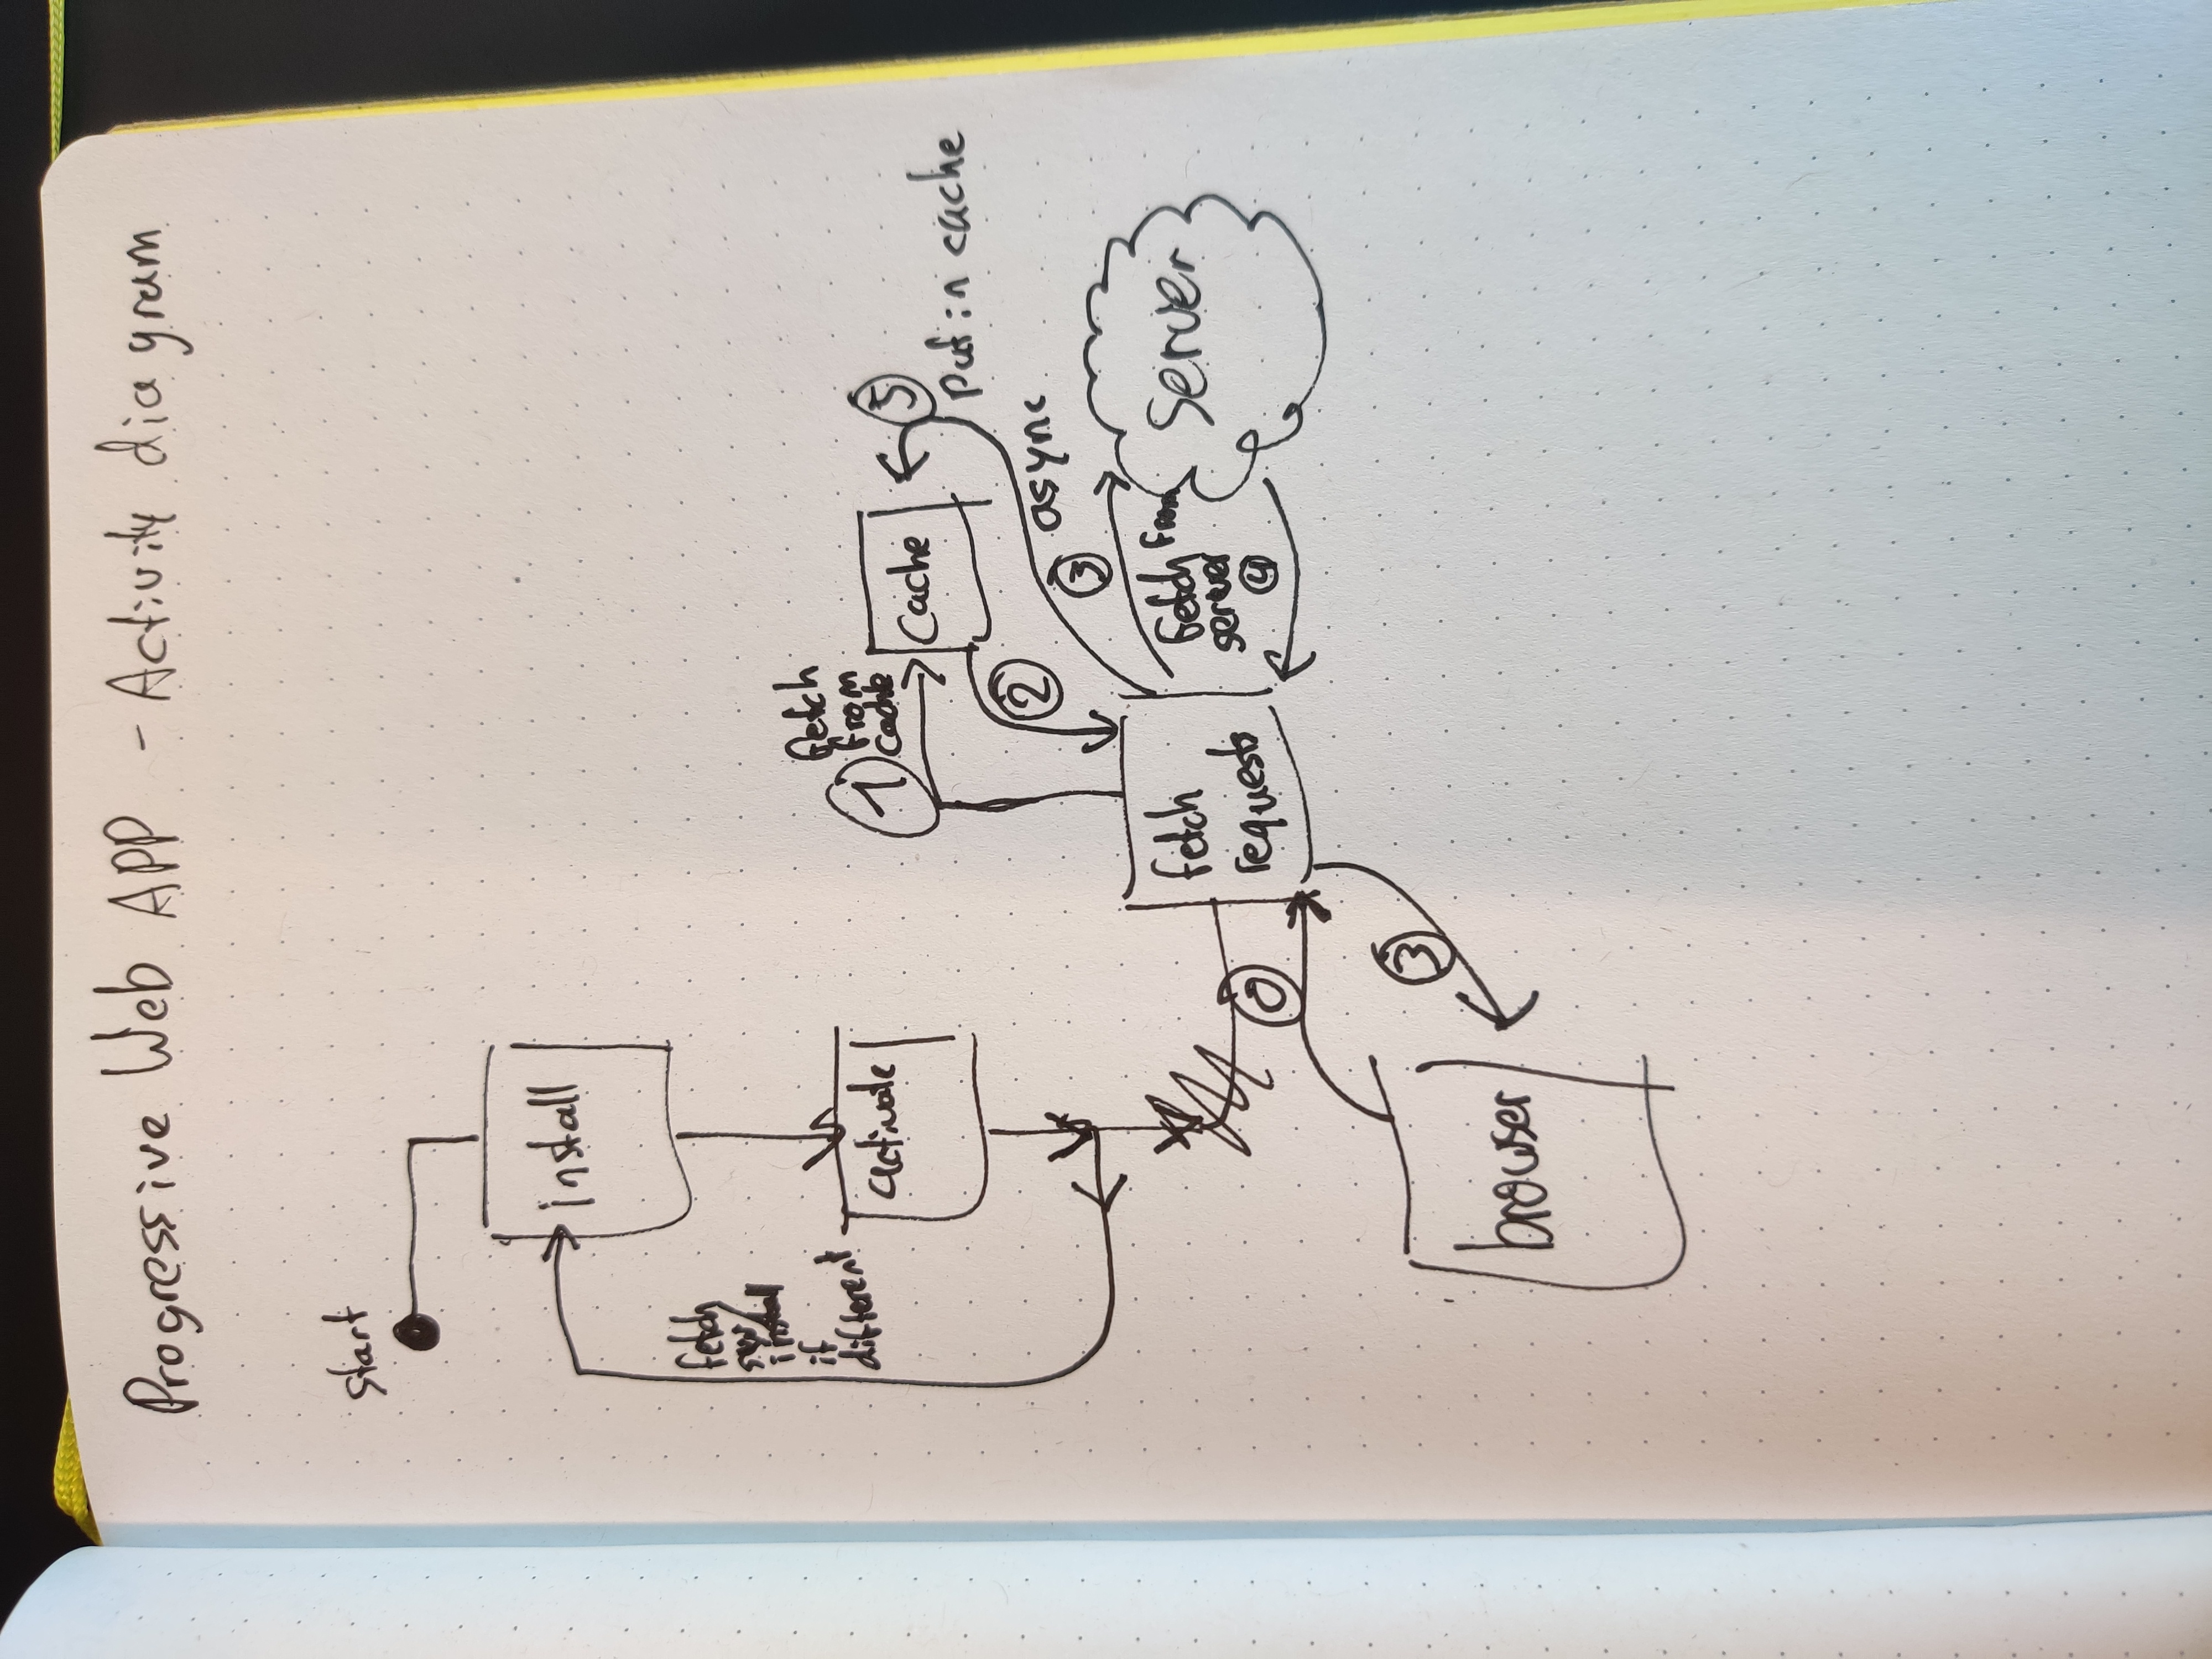 Progressive Web APP - Activity diagram
start
install
fetch
sw/
install
if
different
activate
1
fetch
from
cache
Cache
5
Put in cache
2
async
3
fetch
requests
fetch from
server
4
Server
0
3
browser